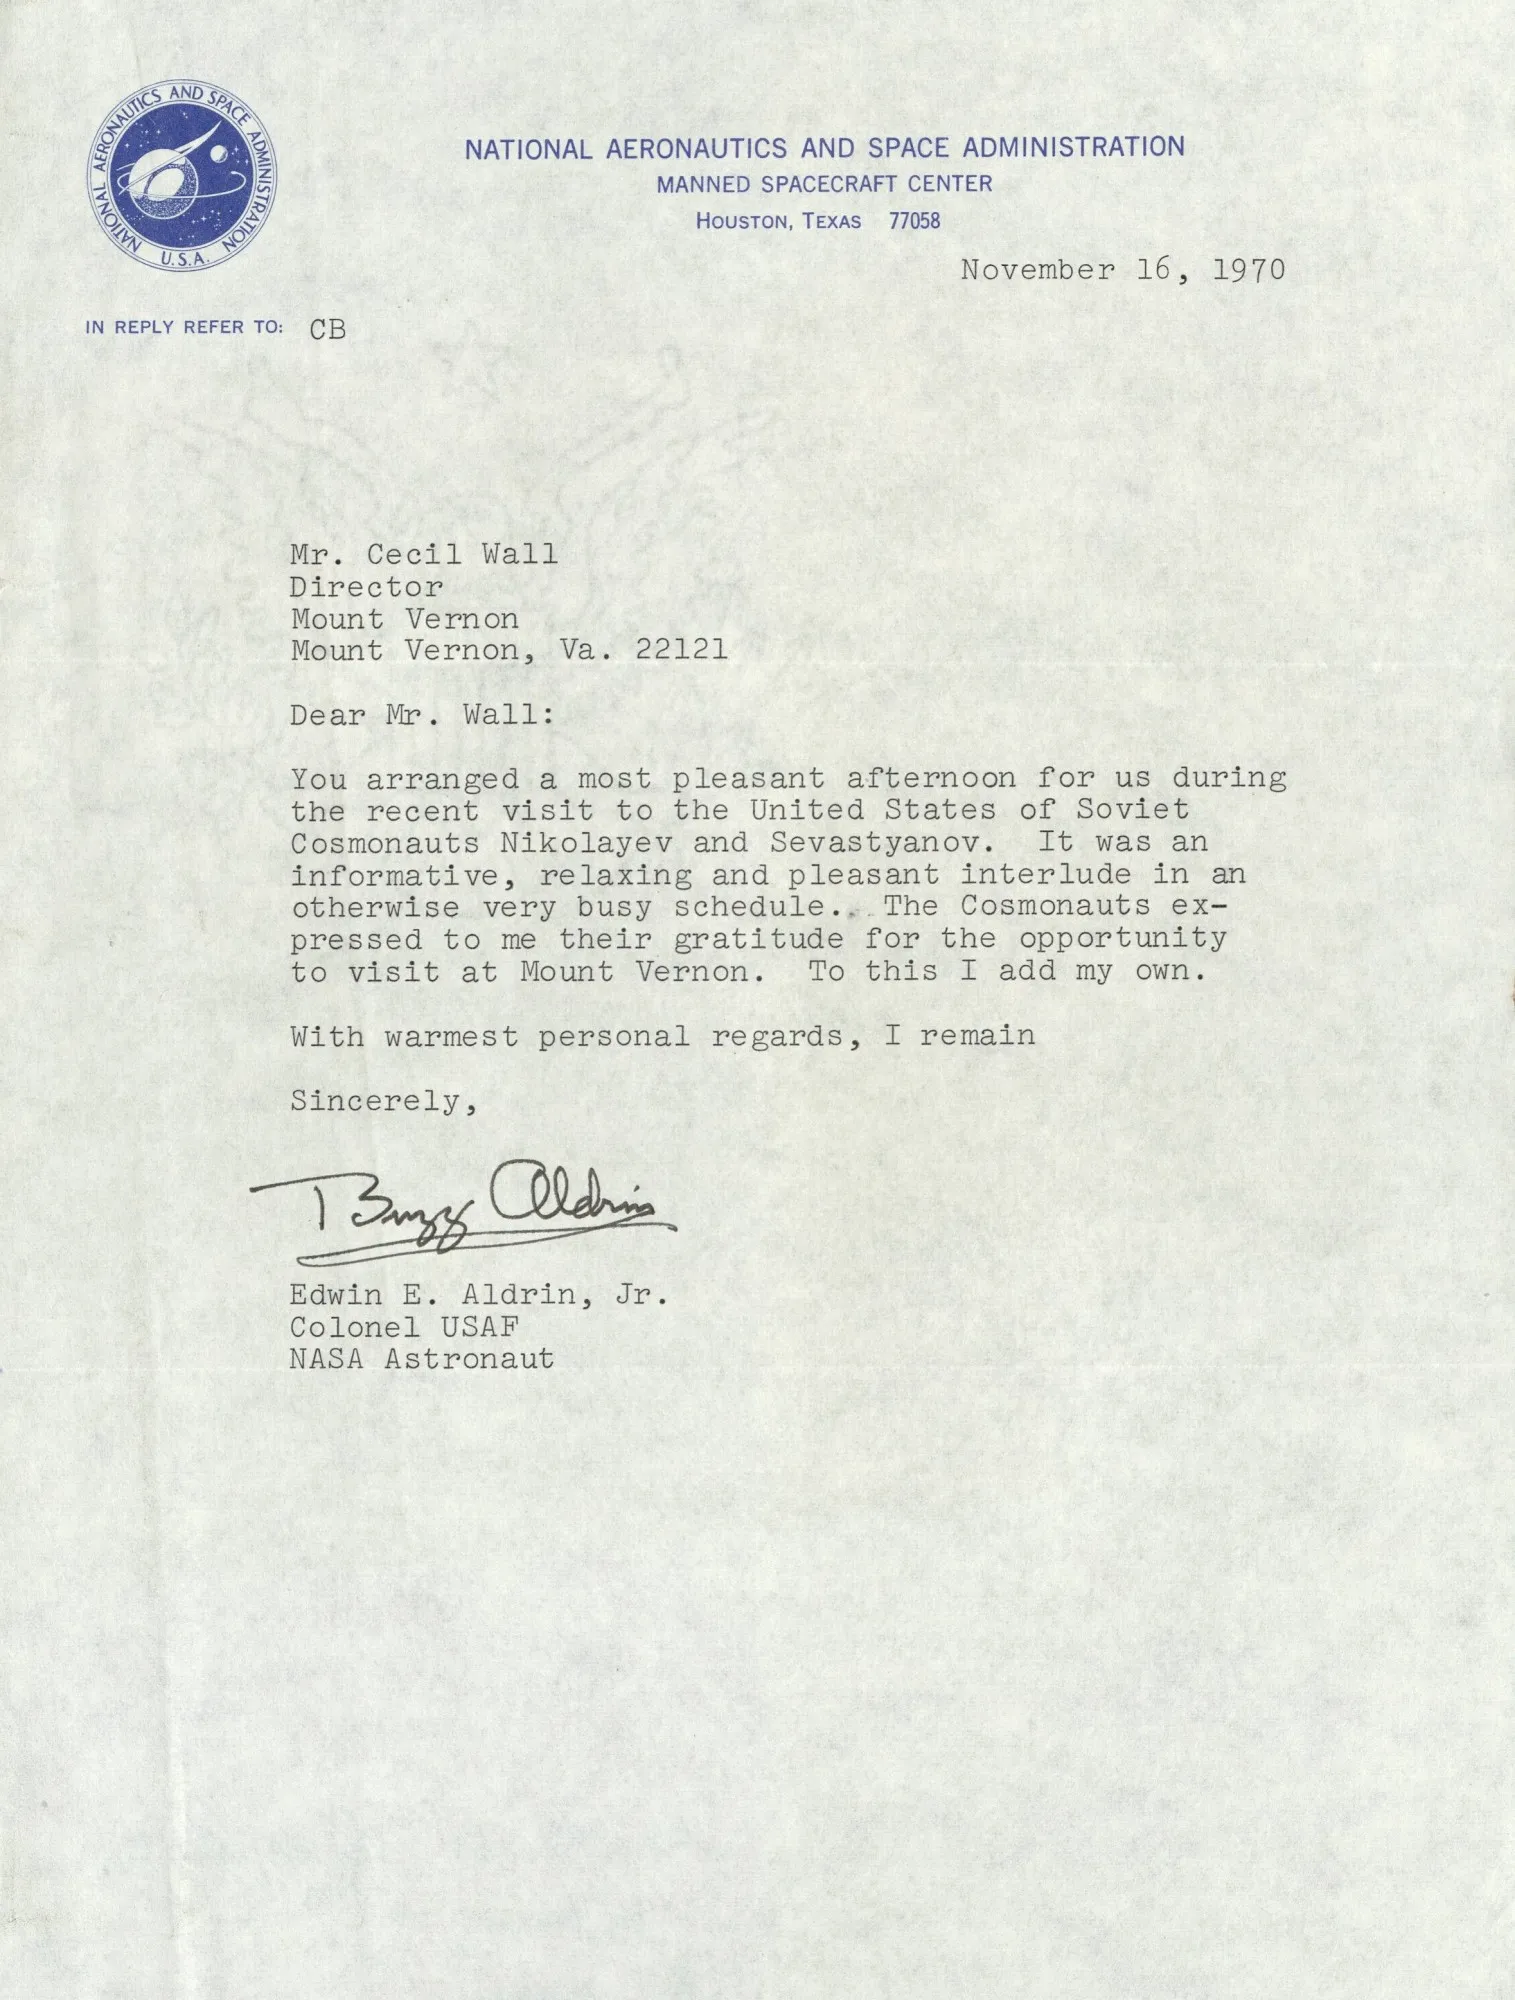 NATIONAL AERONAUTICS AND SPACE ADMINISTRATION
U.S.A.
NATIONAL AERONAUTICS AND SPACE ADMINISTRATION
MANNED SPACECRAFT CENTER
HOUSTON, TEXAS 77058
November 16, 1970
IN REPLY REFER TO: CB
Mr. Cecil Wall
Director
Mount Vernon
Mount Vernon, Va. 22121
Dear Mr. Wall:
You arranged a most pleasant afternoon for us during
the recent visit to the United States of Soviet
Cosmonauts Nikolayev and Sevastyanov. It was an
informative, relaxing and pleasant interlude in an
otherwise very busy schedule. The Cosmonauts ex-
pressed to me their gratitude for the opportunity
to visit at Mount Vernon. To this I add my own.
With warmest personal regards, I remain
Sincerely,
Buzz Aldrin
Edwin E. Aldrin, Jr.
Colonel USAF
NASA Astronaut